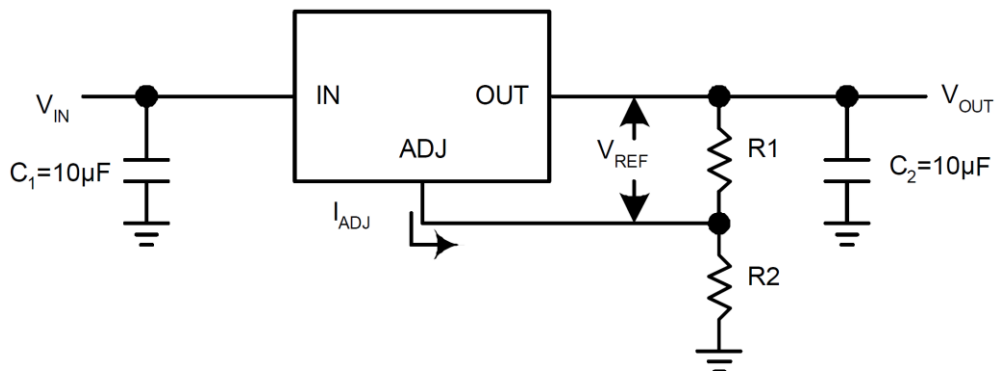 V_IN
C_1=10µF
IN
OUT
ADJ
I_ADJ
V_REF
R1
R2
V_OUT
C_2=10µF